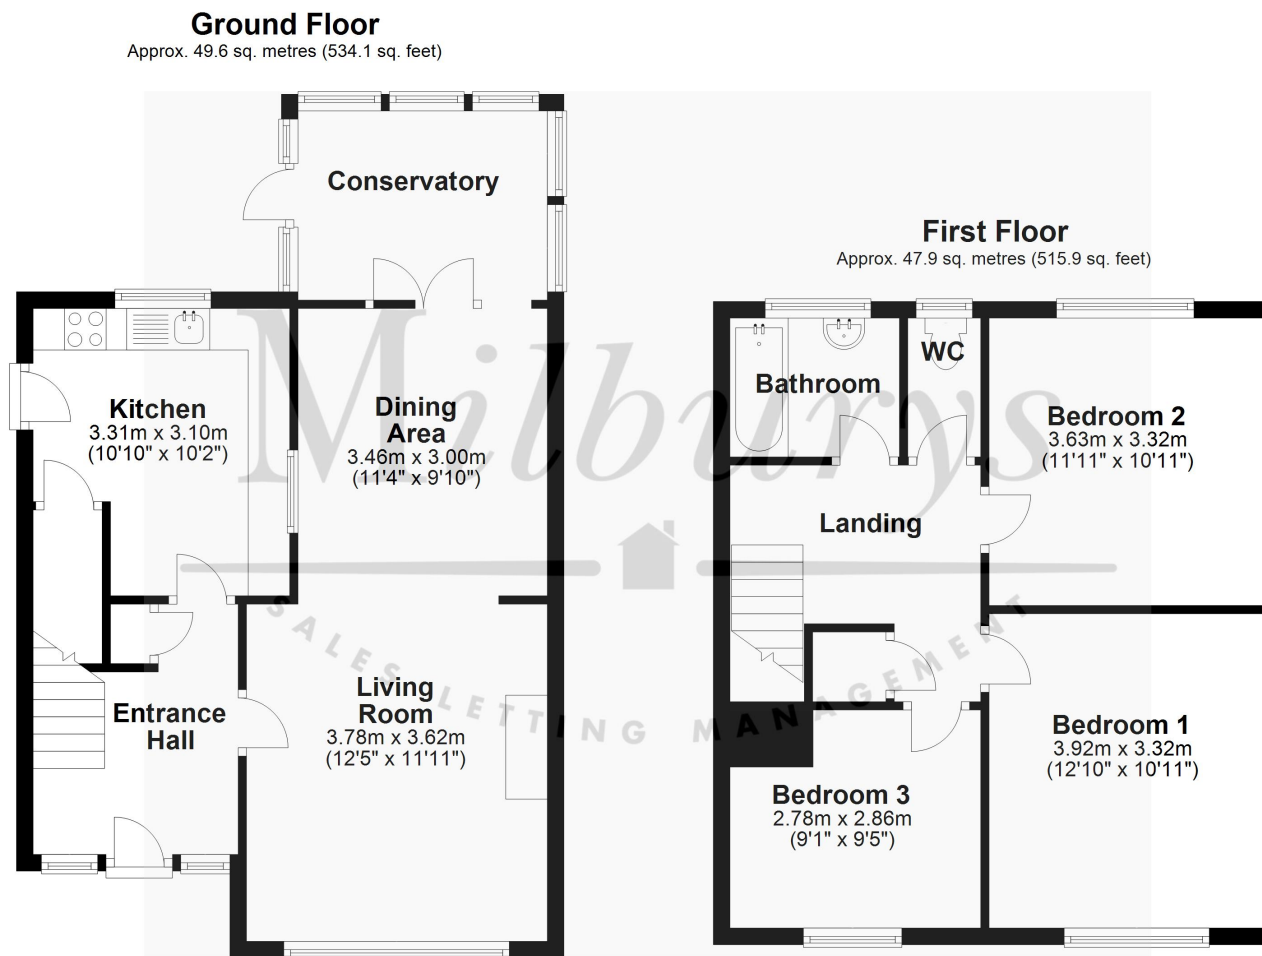 Ground Floor
Approx. 49.6 sq. metres (534.1 sq. feet)
Conservatory
Kitchen
3.31m x 3.10m
(10'10" x 10'2")
Dining
Area
3.46m x 3.00m
(11'4" x 9'10")
Living
Room
3.78m x 3.62m
(12'5" x 11'11")
Entrance
Hall
First Floor
Approx. 47.9 sq. metres (515.9 sq. feet)
Bathroom
WC
Bedroom 2
3.63m x 3.32m
(11'11" x 10'11")
Landing
Bedroom 1
3.92m x 3.32m
(12'10" x 10'11")
Bedroom 3
2.78m x 2.86m
(9'1" x 9'5")
Milburys
SALES LETTING MANAGEMENT